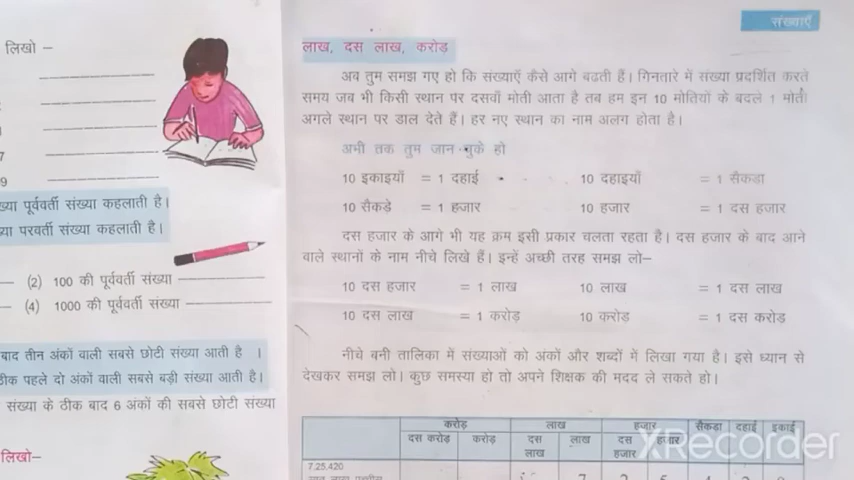 लिखो –
7
9
ख्या पूर्ववर्ती संख्या कहलाती है।
या परवर्ती संख्या कहलाती है।
– (2) 100 की पूर्ववर्ती संख्या
– (4) 1000 की पूर्ववर्ती संख्या
बाद तीन अंकों वाली सबसे छोटी संख्या आती है ।
ठीक पहले दो अंकों वाली सबसे बड़ी संख्या आती है।
संख्या के ठीक बाद 6 अंकों की सबसे छोटी संख्या
लिखो–
संख्याएँ
लाख, दस लाख, करोड़
अब तुम समझ गए हो कि संख्याएँ कैसे आगे बढती हैं। गिनतारे में संख्या प्रदर्शित करते
समय जब भी किसी स्थान पर दसवाँ मोती आता है तब हम इन 10 मोतियों के बदले 1 मोती
अगले स्थान पर डाल देते हैं। हर नए स्थान का नाम अलग होता है।
अभी तक तुम जान चुके हो
10 इकाइयाँ = 1 दहाई 10 दहाइयाँ = 1 सैकडा
10 सैकड़े = 1 हजार 10 हजार = 1 दस हजार
दस हजार के आगे भी यह क्रम इसी प्रकार चलता रहता है। दस हजार के बाद आने
वाले स्थानों के नाम नीचे लिखे हैं। इन्हें अच्छी तरह समझ लो–
10 दस हजार = 1 लाख 10 लाख = 1 दस लाख
10 दस लाख = 1 करोड़ 10 करोड़ = 1 दस करोड़
नीचे बनी तालिका में संख्याओं को अंकों और शब्दों में लिखा गया है। इसे ध्यान से
देखकर समझ लो। कुछ समस्या हो तो अपने शिक्षक की मदद ले सकते हो।
करोड़ लाख हजार सैकडा दहाई इकाई
दस करोड़ करोड़ दस लाख लाख दस हजार हजार
7,25,420
XRecorder